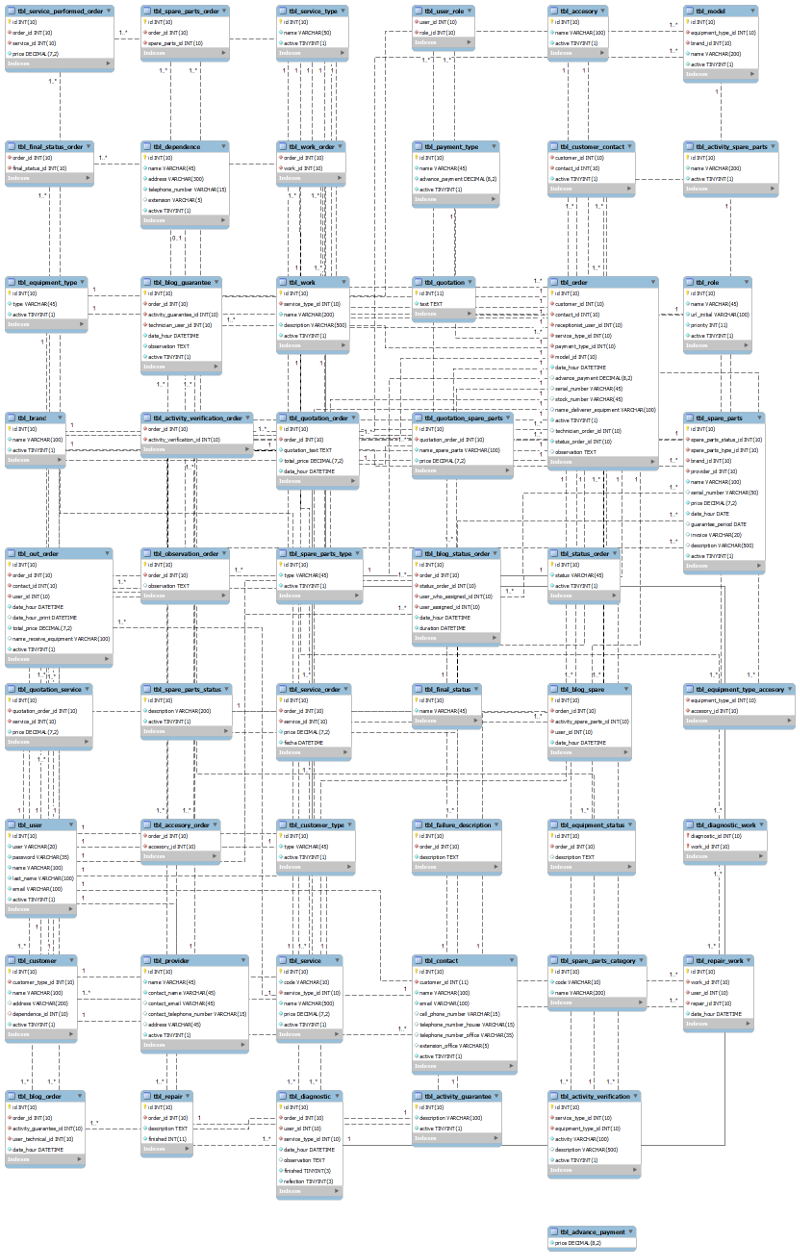 tbl_service_performed_order
id INT(10)
order_id INT(10)
service_id INT(10)
price DECIMAL(7,2)
Indexes
tbl_spare_parts_order
id INT(10)
order_id INT(10)
spare_parts_id INT(10)
Indexes
tbl_service_type
id INT(10)
name VARCHAR(50)
active TINYINT(1)
Indexes
tbl_user_role
user_id INT(10)
role_id INT(10)
Indexes
tbl_accesory
id INT(10)
name VARCHAR(100)
active TINYINT(1)
Indexes
tbl_model
id INT(10)
equipment_type_id INT(10)
brand_id INT(10)
name VARCHAR(200)
active TINYINT(1)
Indexes
tbl_final_status_order
order_id INT(10)
final_status_id INT(10)
Indexes
tbl_dependence
id INT(10)
name VARCHAR(45)
address VARCHAR(300)
telephone_number VARCHAR(15)
extension VARCHAR(5)
active TINYINT(1)
Indexes
tbl_work_order
order_id INT(10)
work_id INT(10)
Indexes
tbl_payment_type
id INT(10)
name VARCHAR(45)
advance_payment DECIMAL(8,2)
active TINYINT(1)
Indexes
tbl_customer_contact
customer_id INT(10)
contact_id INT(10)
active TINYINT(1)
Indexes
tbl_activity_spare_parts
id INT(10)
name VARCHAR(200)
active TINYINT(1)
Indexes
tbl_equipment_type
id INT(10)
type VARCHAR(45)
active TINYINT(1)
Indexes
tbl_blog_guarantee
id INT(10)
order_id INT(10)
activity_guarantee_id INT(10)
technician_user_id INT(10)
date_hour DATETIME
observation TEXT
active TINYINT(1)
Indexes
tbl_work
id INT(10)
service_type_id INT(10)
name VARCHAR(200)
description VARCHAR(500)
active TINYINT(1)
Indexes
tbl_quotation
id INT(11)
text TEXT
Indexes
tbl_order
id INT(10)
customer_id INT(10)
contact_id INT(10)
receptionist_user_id INT(10)
service_type_id INT(10)
payment_type_id INT(10)
model_id INT(10)
date_hour DATETIME
advance_payment DECIMAL(8,2)
serial_number VARCHAR(45)
stock_number VARCHAR(45)
name_deliver_equipment VARCHAR(100)
active TINYINT(1)
technician_order_id INT(10)
status_order_id INT(10)
observation TEXT
Indexes
tbl_role
id INT(10)
name VARCHAR(45)
url_initial VARCHAR(100)
priority INT(11)
active TINYINT(1)
Indexes
tbl_brand
id INT(10)
name VARCHAR(100)
active TINYINT(1)
Indexes
tbl_activity_verification_order
order_id INT(10)
activity_verification_id INT(10)
Indexes
tbl_quotation_order
id INT(10)
order_id INT(10)
quotation_text TEXT
total_price DECIMAL(7,2)
date_hour DATETIME
Indexes
tbl_quotation_spare_parts
id INT(10)
quotation_order_id INT(10)
name_spare_parts VARCHAR(100)
price DECIMAL(7,2)
Indexes
tbl_spare_parts
id INT(10)
spare_parts_status_id INT(10)
spare_parts_type_id INT(10)
brand_id INT(10)
provider_id INT(10)
name VARCHAR(100)
serial_number VARCHAR(50)
price DECIMAL(7,2)
date_hour DATE
guarantee_period DATE
invoice VARCHAR(20)
description VARCHAR(500)
active TINYINT(1)
Indexes
tbl_out_order
id INT(10)
order_id INT(10)
contact_id INT(10)
user_id INT(10)
date_hour DATETIME
date_hour_print DATETIME
total_price DECIMAL(7,2)
name_receive_equipment VARCHAR(100)
active TINYINT(1)
Indexes
tbl_observation_order
id INT(10)
order_id INT(10)
observation TEXT
Indexes
tbl_spare_parts_type
id INT(10)
type VARCHAR(45)
active TINYINT(1)
Indexes
tbl_blog_status_order
id INT(10)
order_id INT(10)
status_order_id INT(10)
user_who_assigned_id INT(10)
user_assigned_id INT(10)
date_hour DATETIME
duration DATETIME
Indexes
tbl_status_order
id INT(10)
status VARCHAR(45)
active TINYINT(1)
Indexes
tbl_quotation_service
id INT(10)
quotation_order_id INT(10)
service_id INT(10)
Indexes
tbl_spare_parts_status
id INT(10)
description VARCHAR(200)
active TINYINT(1)
Indexes
tbl_service_order
id INT(10)
order_id INT(10)
service_id INT(10)
price DECIMAL(7,2)
fecha DATETIME
Indexes
tbl_final_status
id INT(10)
name VARCHAR(45)
Indexes
tbl_blog_spare
id INT(10)
orden_id INT(10)
activity_spare_parts_id INT(10)
user_id INT(10)
date_hour DATETIME
Indexes
tbl_equipment_type_accesory
equipment_type_id INT(10)
accesory_id INT(10)
Indexes
tbl_user
id INT(10)
user VARCHAR(20)
password VARCHAR(35)
name VARCHAR(100)
last_name VARCHAR(100)
email VARCHAR(100)
active TINYINT(1)
Indexes
tbl_accesory_order
order_id INT(10)
accesory_id INT(10)
Indexes
tbl_customer_type
id INT(10)
type VARCHAR(45)
active TINYINT(1)
Indexes
tbl_failure_description
id INT(10)
order_id INT(10)
description TEXT
Indexes
tbl_equipment_status
id INT(10)
order_id INT(10)
description TEXT
Indexes
tbl_diagnostic_work
diagnostic_id INT(10)
work_id INT(10)
Indexes
tbl_customer
id INT(10)
customer_type_id INT(10)
name VARCHAR(100)
address VARCHAR(200)
dependence_id INT(10)
active TINYINT(1)
Indexes
tbl_provider
id INT(10)
name VARCHAR(45)
contact_name VARCHAR(45)
contact_email VARCHAR(45)
contact_telephone_number VARCHAR(15)
address VARCHAR(45)
active TINYINT(1)
Indexes
tbl_service
id INT(10)
code VARCHAR(10)
service_type_id INT(10)
name VARCHAR(500)
price DECIMAL(7,2)
active TINYINT(1)
Indexes
tbl_contact
id INT(10)
customer_id INT(11)
name VARCHAR(100)
email VARCHAR(100)
cell_phone_number VARCHAR(15)
telephone_number_house VARCHAR(15)
telephone_number_office VARCHAR(35)
extension_office VARCHAR(5)
active TINYINT(1)
Indexes
tbl_spare_parts_category
id INT(10)
code VARCHAR(10)
name VARCHAR(200)
Indexes
tbl_repair_work
id INT(10)
work_id INT(10)
user_id INT(10)
repair_id INT(10)
date_hour DATETIME
Indexes
tbl_blog_order
id INT(10)
order_id INT(10)
activity_guarantee_id INT(10)
user_technical_id INT(10)
date_hour DATETIME
Indexes
tbl_repair
id INT(10)
order_id INT(10)
description TEXT
finished INT(11)
Indexes
tbl_diagnostic
id INT(10)
order_id INT(10)
user_id INT(10)
service_type_id INT(10)
date_hour DATETIME
observation TEXT
finished TINYINT(3)
refection TINYINT(3)
Indexes
tbl_activity_guarantee
id INT(10)
description VARCHAR(100)
active TINYINT(1)
Indexes
tbl_activity_verification
id INT(10)
service_type_id INT(10)
equipment_type_id INT(10)
activity VARCHAR(100)
description VARCHAR(500)
active TINYINT(1)
Indexes
tbl_advance_payment
price DECIMAL(8,2)